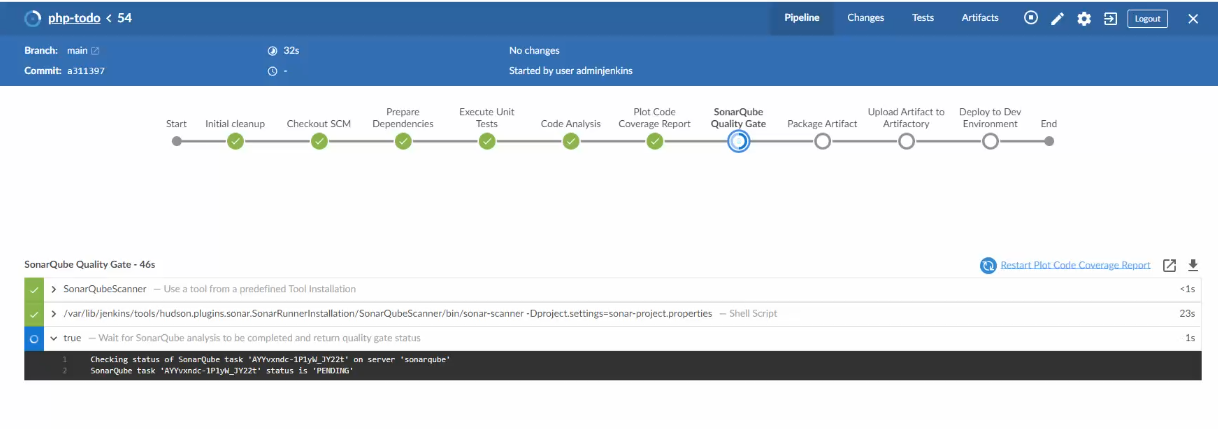 php-todo < 54
Pipeline Changes Tests Artifacts Logout
Branch: main 32s No changes
Commit: a311397 - Started by user adminjenkins
Start Initial cleanup Checkout SCM Prepare Dependencies Execute Unit Tests Code Analysis Plot Code Coverage Report SonarQube Quality Gate Package Artifact Upload Artifact to Artifactory Deploy to Dev Environment End
SonarQube Quality Gate - 46s Restart Plot Code Coverage Report
SonarQubeScanner — Use a tool from a predefined Tool Installation <1s
/var/lib/jenkins/tools/hudson.plugins.sonar.SonarRunnerInstallation/SonarQubeScanner/bin/sonar-scanner -Dproject.settings=sonar-project.properties — Shell Script 23s
true — Wait for SonarQube analysis to be completed and return quality gate status 1s
1 Checking status of SonarQube task 'AYYvxndc-1P1yW_JY22t' on server 'sonarqube'
2 SonarQube task 'AYYvxndc-1P1yW_JY22t' status is 'PENDING'